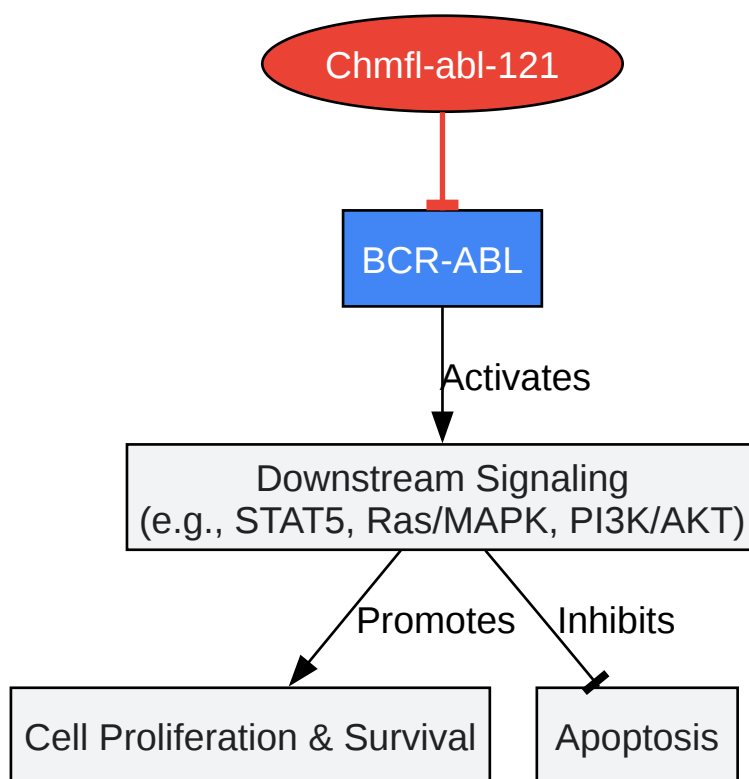 Chmfl-abl-121
BCR-ABL
Activates
Downstream Signaling
(e.g., STAT5, Ras/MAPK, PI3K/AKT)
Promotes
Inhibits
Cell Proliferation & Survival
Apoptosis